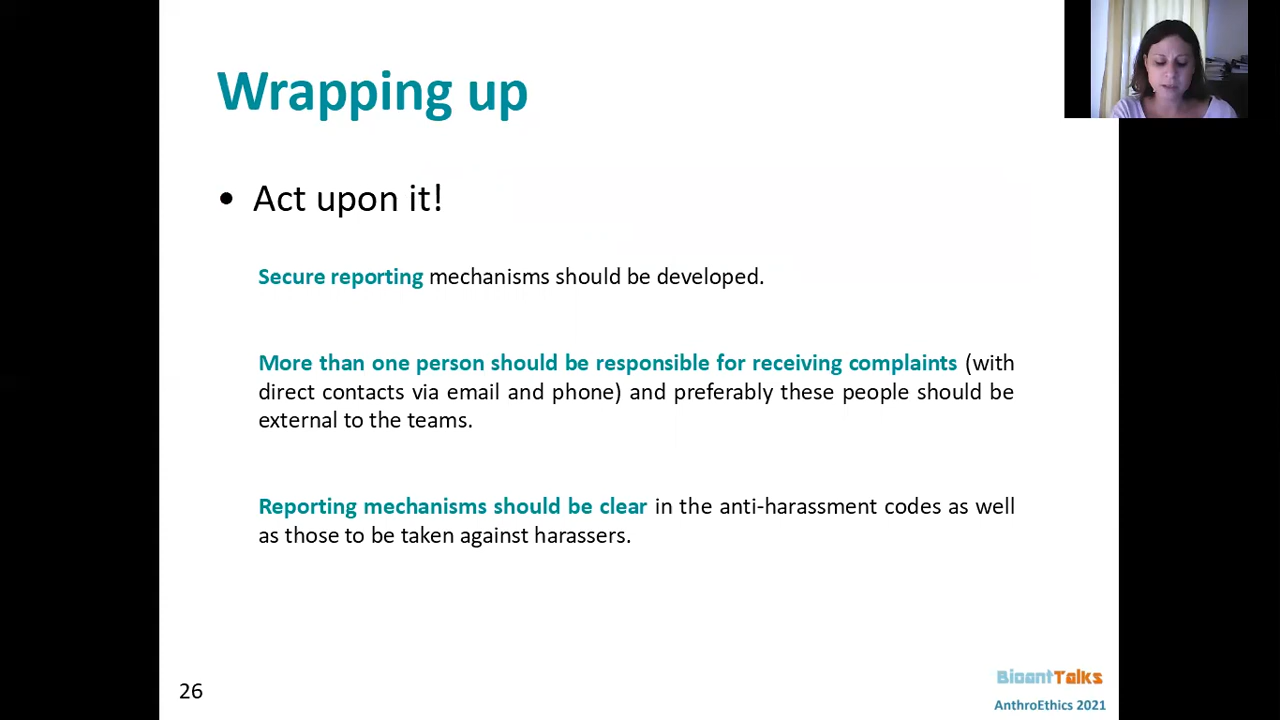 Wrapping up
• Act upon it!
Secure reporting mechanisms should be developed.
More than one person should be responsible for receiving complaints (with
direct contacts via email and phone) and preferably these people should be
external to the teams.
Reporting mechanisms should be clear in the anti-harassment codes as well
as those to be taken against harassers.
26
BioantTalks
AnthroEthics 2021